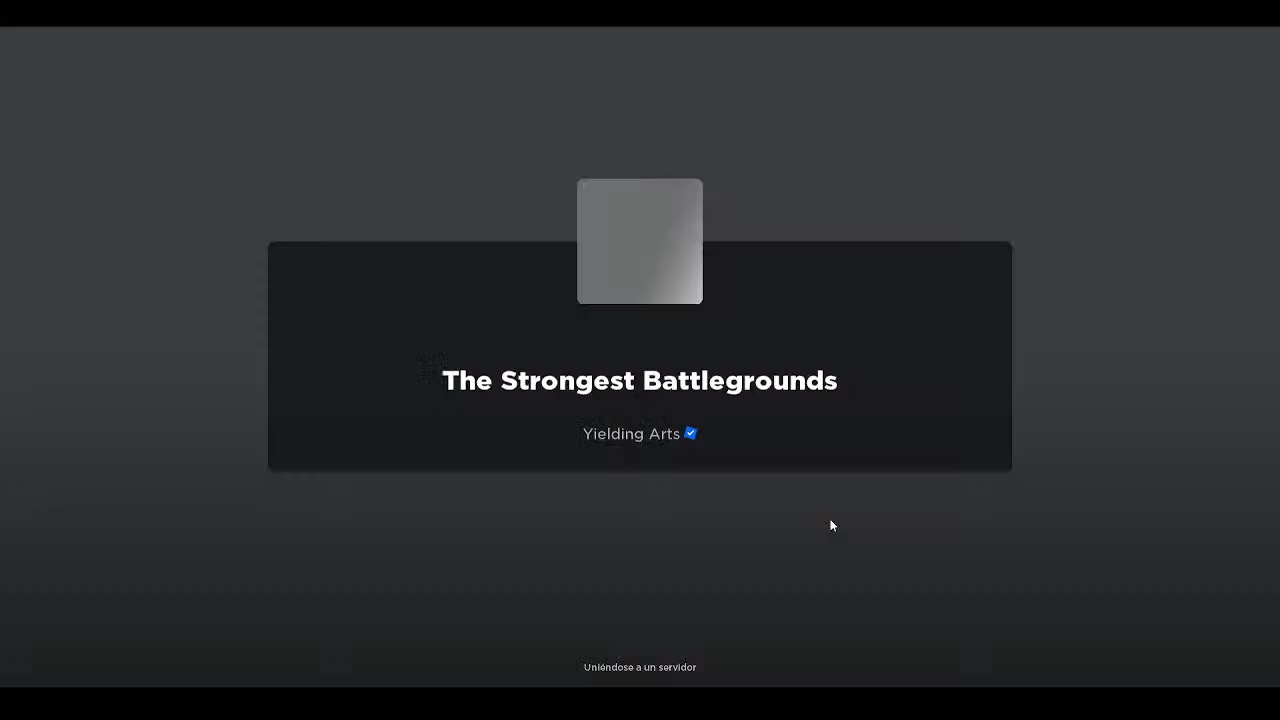 The Strongest Battlegrounds
Yielding Arts
Uniéndose a un servidor